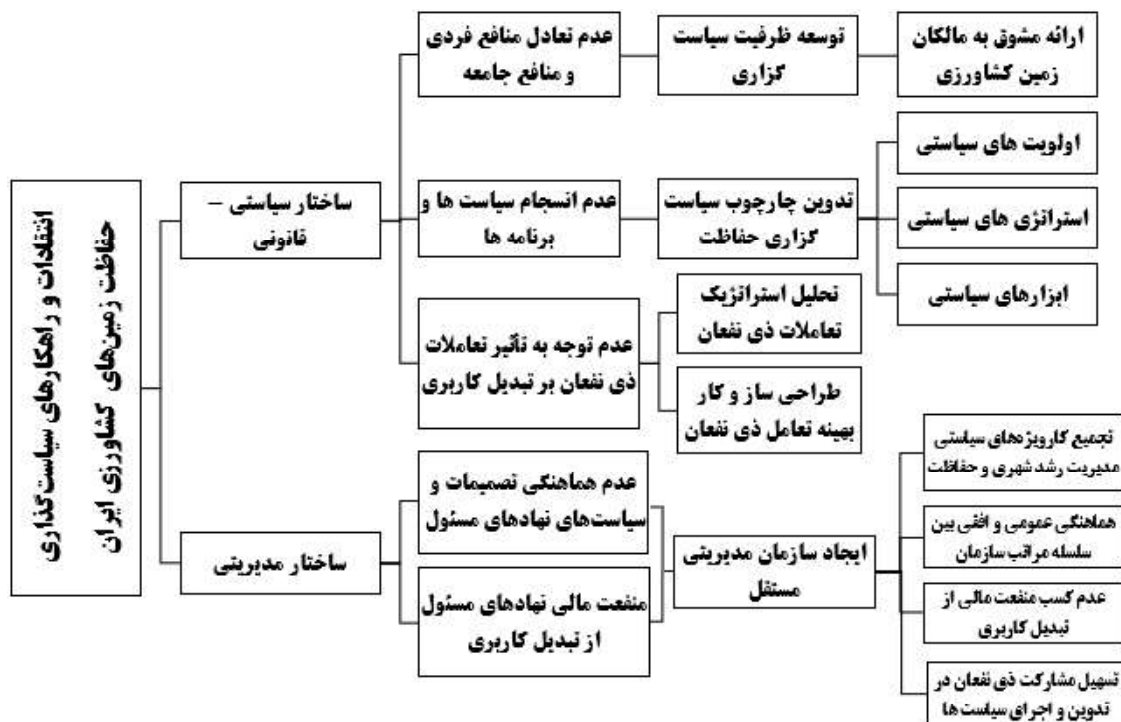 انتقادات و راهکارهای سیاست‌گذاری
حفاظت زمین‌های کشاورزی ایران
ساختار سیاستی –
قانونی
عدم تعادل منافع فردی
و منافع جامعه
توسعه ظرفیت سیاست
گزاری
ارائه مشوق به مالکان
زمین کشاورزی
عدم انسجام سیاست ها و
برنامه ها
تدوین چارچوب سیاست
گزاری حفاظت
اولویت های سیاستی
استراتژی های سیاستی
ابزارهای سیاستی
عدم توجه به تأثیر تعاملات
ذی نفعان بر تبدیل کاربری
تحلیل استراتژیک
تعاملات ذی نفعان
طراحی ساز و کار
بهینه تعامل ذی نفعان
ساختار مدیریتی
عدم هماهنگی تصمیمات و
سیاست‌های نهادهای مسئول
منفعت مالی نهادهای مسئول
از تبدیل کاربری
ایجاد سازمان مدیریتی
مستقل
تجمیع کارویژه‌های سیاستی
مدیریت رشد شهری و حفاظت
هماهنگی عمومی و افقی بین
سلسله مراتب سازمان
عدم کسب منفعت مالی از
تبدیل کاربری
تسهیل مشارکت ذی نفعان در
تدوین و اجرای سیاست ها